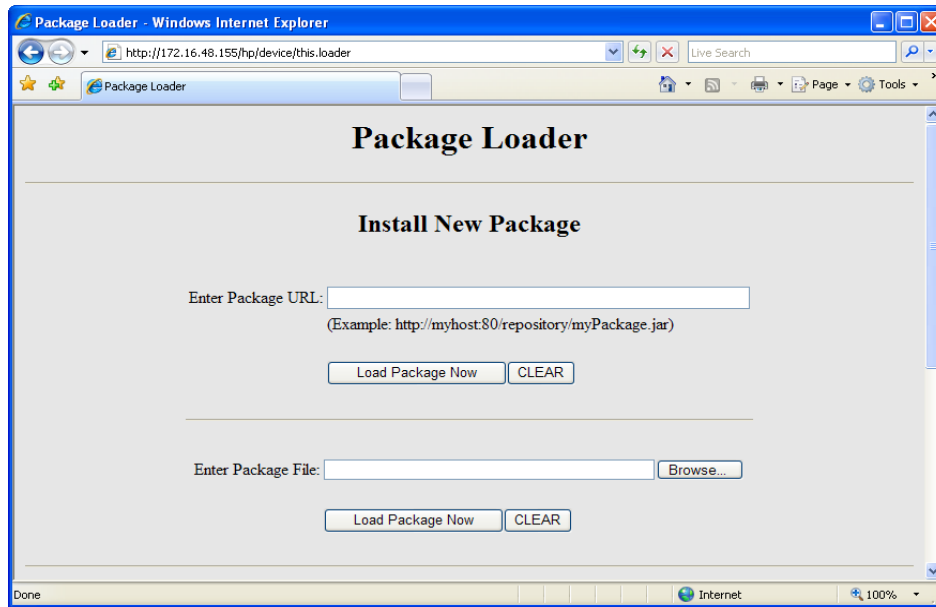 Package Loader - Windows Internet Explorer
http://172.16.48.155/hp/device/this.loader
Live Search
Package Loader
Page
Tools
Package Loader
Install New Package
Enter Package URL:
(Example: http://myhost:80/repository/myPackage.jar)
Load Package Now CLEAR
Enter Package File: Browse...
Load Package Now CLEAR
Done Internet 100%